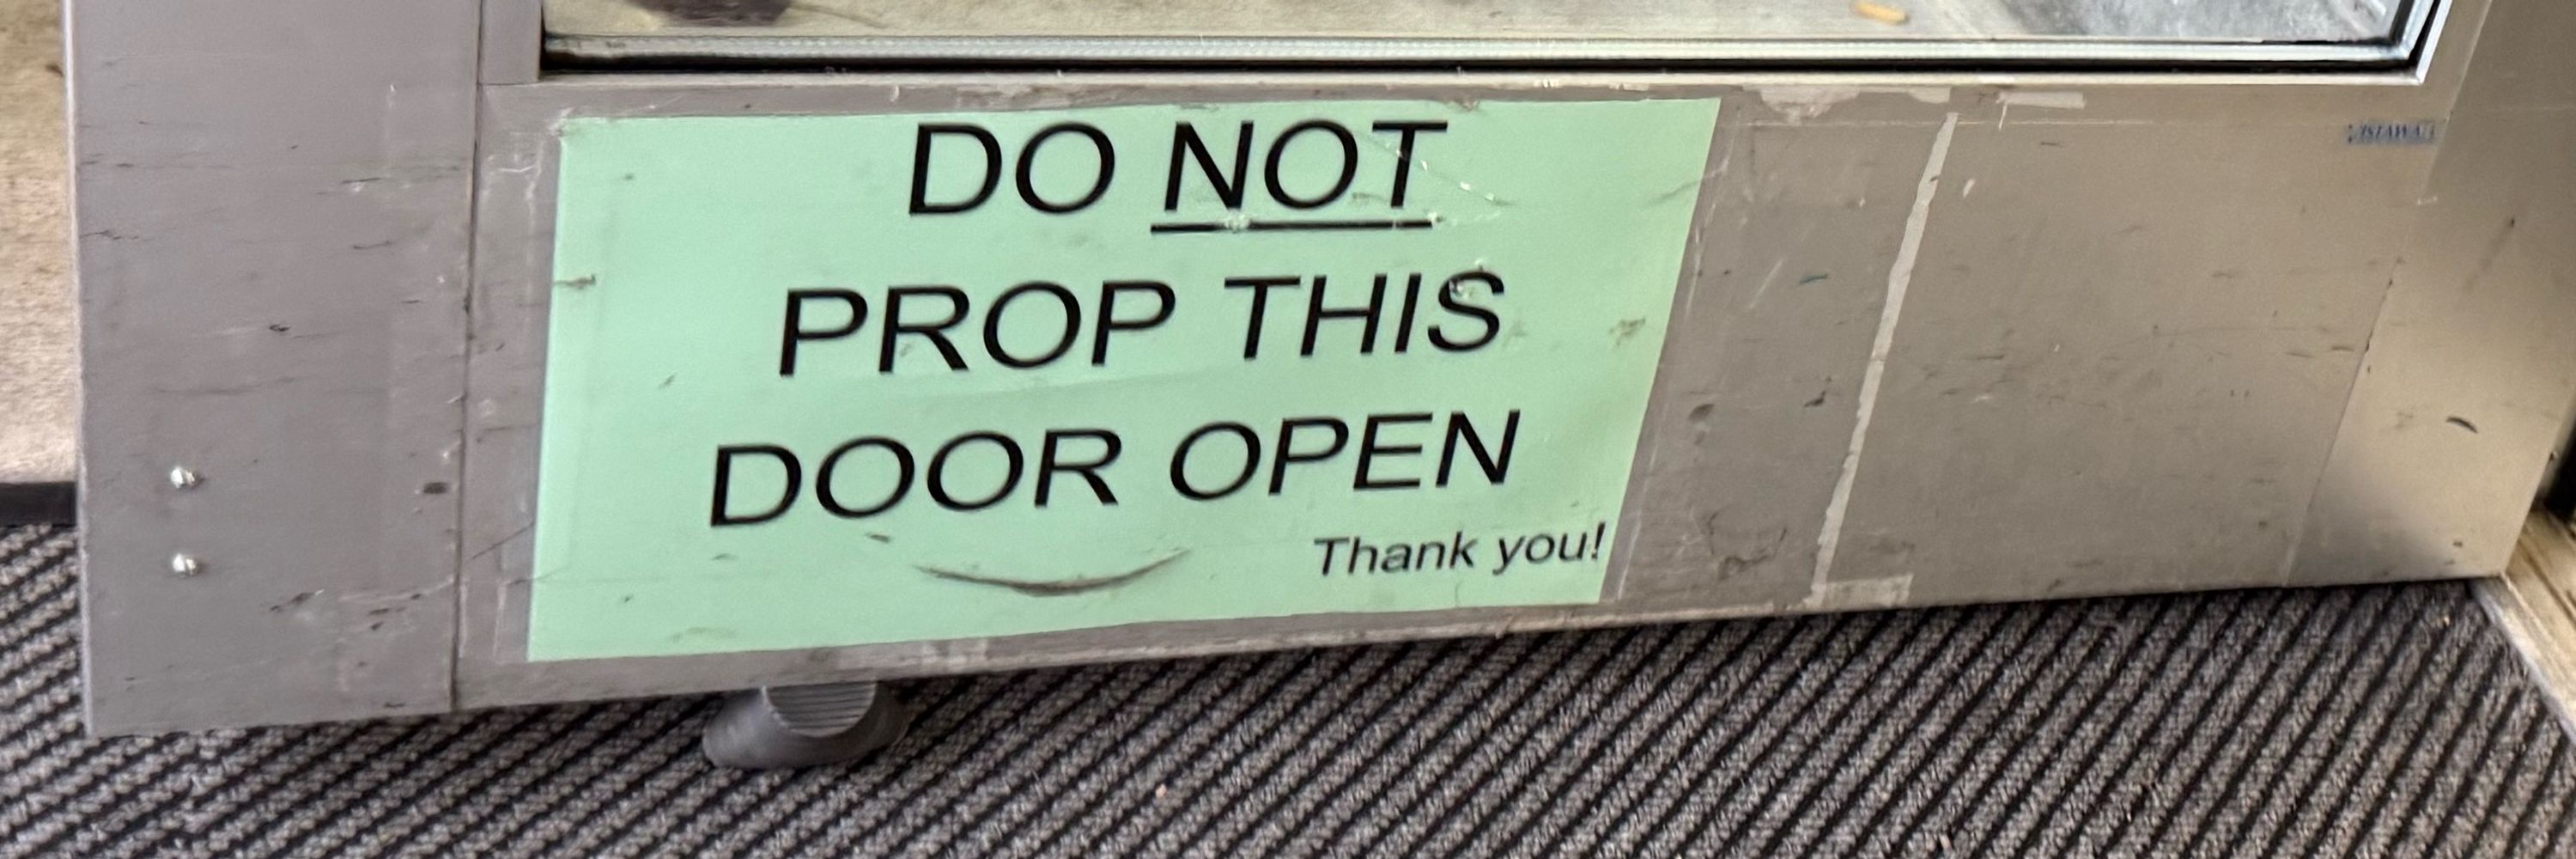 DO NOT
PROP THIS
DOOR OPEN
Thank you!